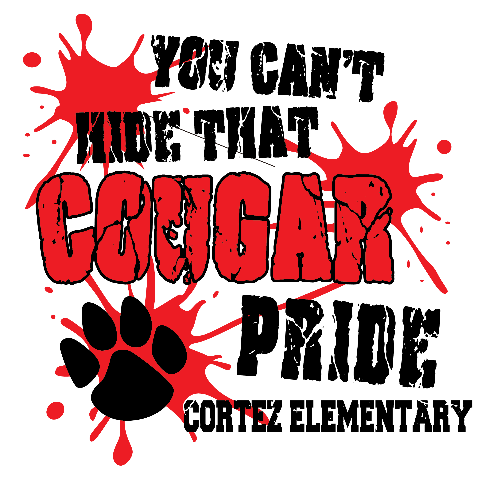 YOU CAN'T
HIDE THAT
COUGAR
PRIDE
CORTEZ ELEMENTARY